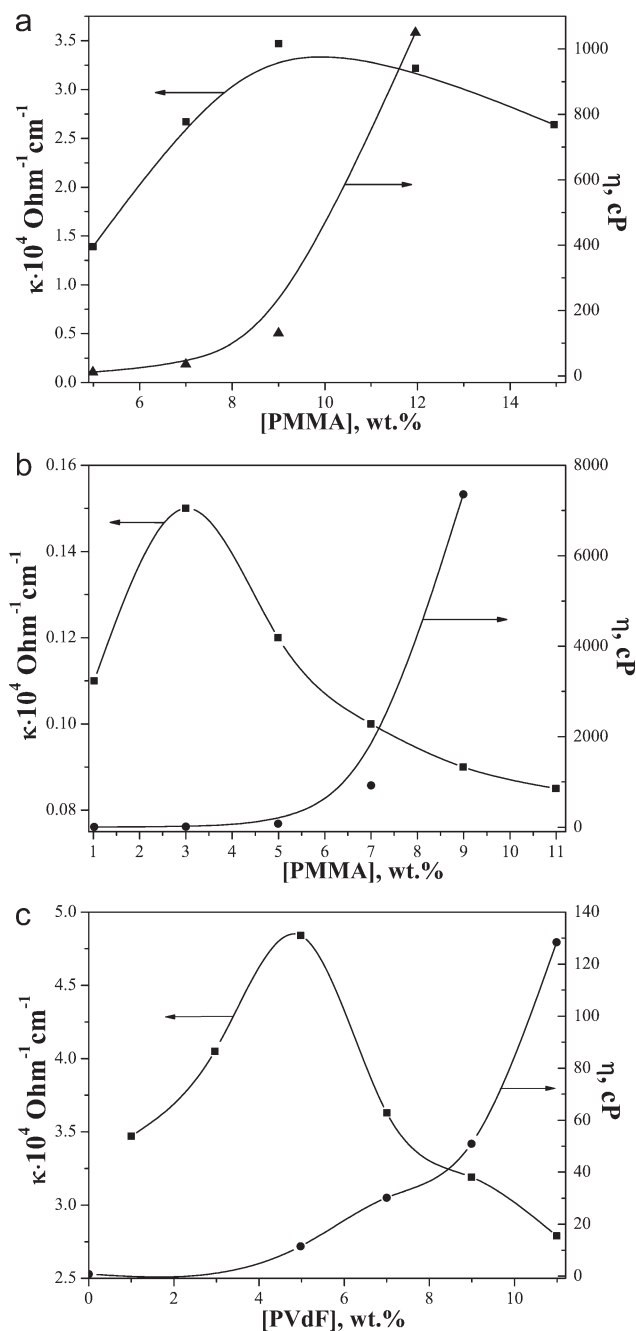 a
3.5
3.0
2.5
2.0
1.5
1.0
0.5
0.0
κ·10⁴ Ohm⁻¹cm⁻¹
1000
800
600
400
200
0
η, cP
6 8 10 12 14
[PMMA], wt.%
b
0.16
0.14
0.12
0.10
0.08
κ·10⁴ Ohm⁻¹cm⁻¹
8000
6000
4000
2000
0
η, cP
1 2 3 4 5 6 7 8 9 10 11
[PMMA], wt.%
c
5.0
4.5
4.0
3.5
3.0
2.5
κ·10⁴ Ohm⁻¹cm⁻¹
140
120
100
80
60
40
20
0
η, cP
0 2 4 6 8 10
[PVdF], wt.%